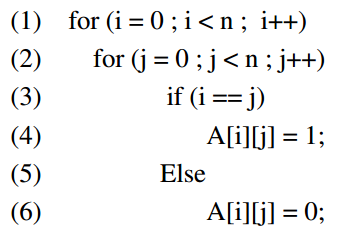 (1) for (i = 0 ; i < n ; i++)
(2) for (j = 0 ; j < n ; j++)
(3) if (i == j)
(4) A[i][j] = 1;
(5) Else
(6) A[i][j] = 0;